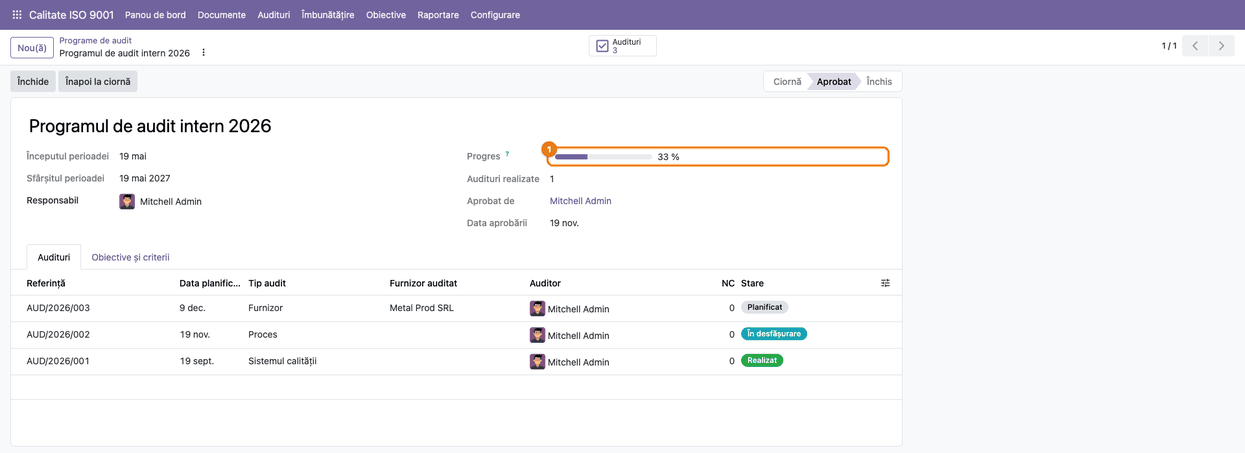 Calitate ISO 9001 Panou de bord Documente Audituri Îmbunătățire Obiective Raportare Configurare
Nou(ă) Programe de audit
Programul de audit intern 2026
Audituri
3
1 / 1
Închide Înapoi la ciornă Ciornă Aprobat Închis
Programul de audit intern 2026
Începutul perioadei 19 mai
Sfârșitul perioadei 19 mai 2027
Responsabil Mitchell Admin
Progres ? 1 33 %
Audituri realizate 1
Aprobat de Mitchell Admin
Data aprobării 19 nov.
Audituri Obiective și criterii
Referință Data planific... Tip audit Furnizor auditat Auditor NC Stare
AUD/2026/003 9 dec. Furnizor Metal Prod SRL Mitchell Admin 0 Planificat
AUD/2026/002 19 nov. Proces Mitchell Admin 0 În desfășurare
AUD/2026/001 19 sept. Sistemul calității Mitchell Admin 0 Realizat